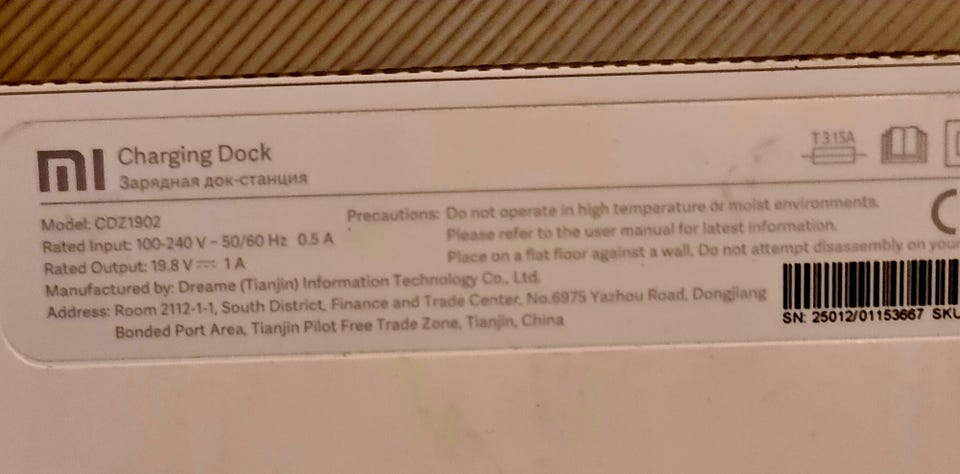 mi Charging Dock
Зарядная док-станция
T3.15A
Model: CDZ1902
Rated Input: 100-240 V ~ 50/60 Hz 0.5 A
Rated Output: 19.8 V⎓ 1 A
Manufactured by: Dreame (Tianjin) Information Technology Co., Ltd.
Address: Room 2112-1-1, South District, Finance and Trade Center, No.6975 Yazhou Road, Dongjiang
Bonded Port Area, Tianjin Pilot Free Trade Zone, Tianjin, China
Precautions: Do not operate in high temperature or moist environments.
Please refer to the user manual for latest information.
Place on a flat floor against a wall. Do not attempt disassembly on your
SN: 25012/01153667 SKU